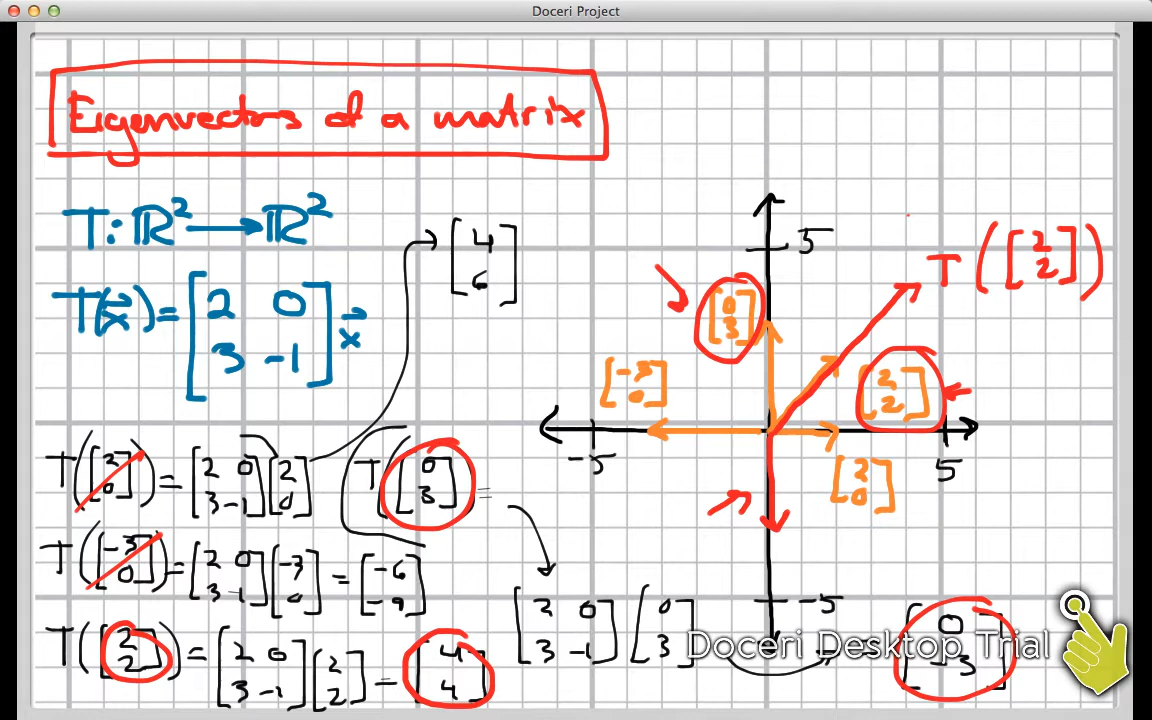 Doceri Project
Eigenvectors of a matrix
T: ℝ² → ℝ²
T(x⃗) = [2 0; 3 -1] x⃗
[4; 6]
T([2; 0]) = [2 0; 3 -1] [2; 0]
T([-3; 0]) = [2 0; 3 -1] [-3; 0] = [-6; -9]
T([2; 2]) = [2 0; 3 -1] [2; 2] = [4; 4]
T([0; 3]) =
[2 0; 3 -1] [0; 3] = [0; -3]
5
T([2; 2])
[0; 3]
[-3; 0]
[2; 2]
-5
5
[2; 0]
-5
Doceri Desktop Trial